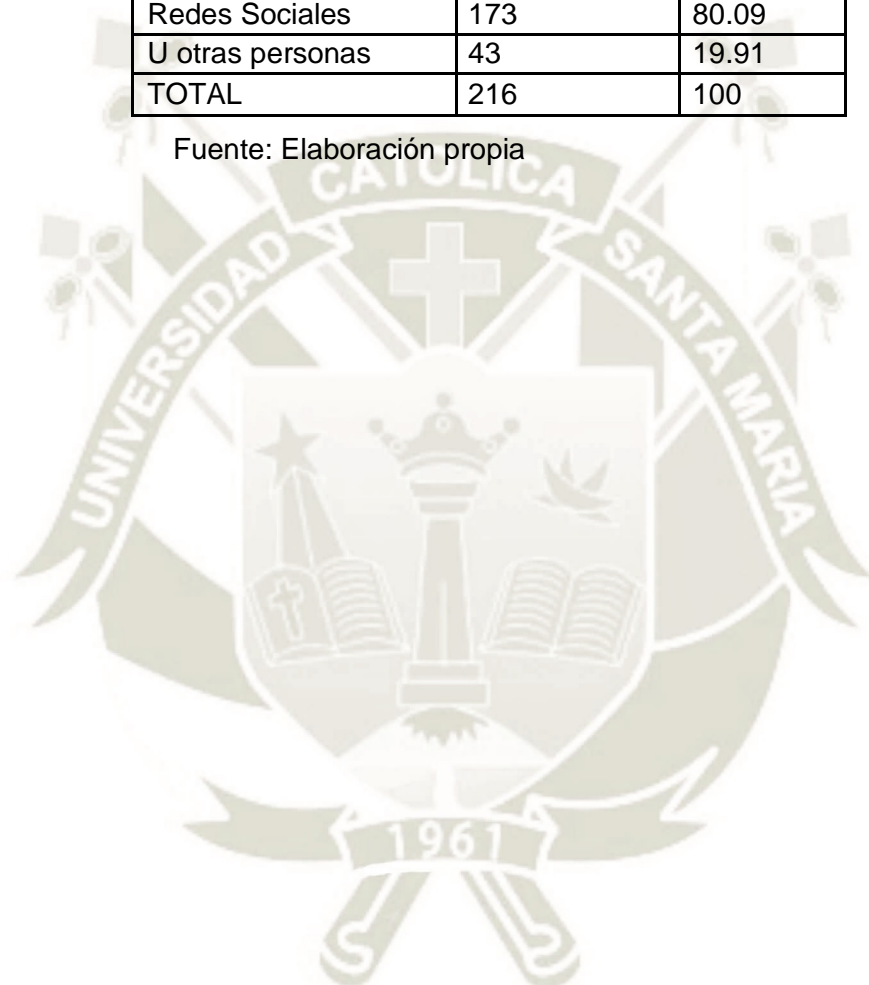 Redes Sociales 173 80.09
U otras personas 43 19.91
TOTAL 216 100
Fuente: Elaboración propia
UNIVERSIDAD CATOLICA SANTA MARIA
1961